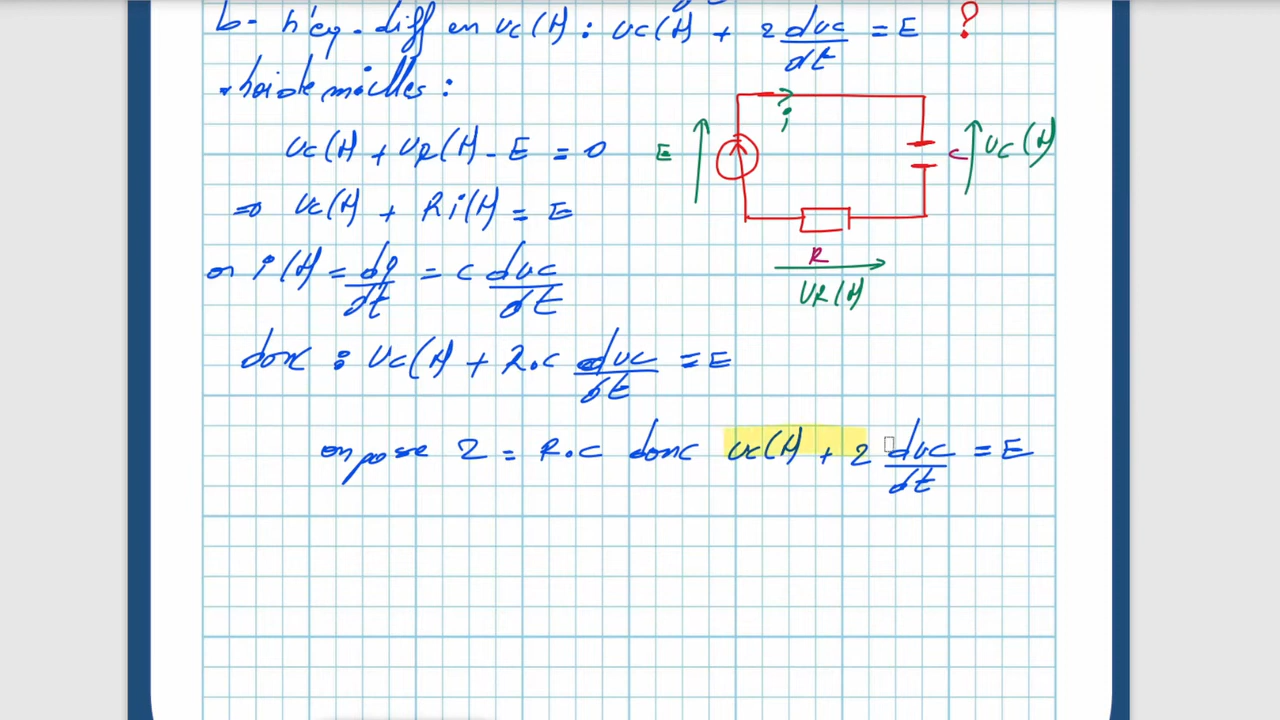 b- l'éq-diff en uc(t) : uc(t) + τ duc/dt = E ?
* loi de mailles :
uc(t) + UR(t) - E = 0
=> uc(t) + Ri(t) = E
or i(t) = dq/dt = C duc/dt
donc : uc(t) + R.C duc/dt = E
on pose τ = R.C donc uc(t) + τ duc/dt = E
i
E
C
uc(t)
R
UR(t)